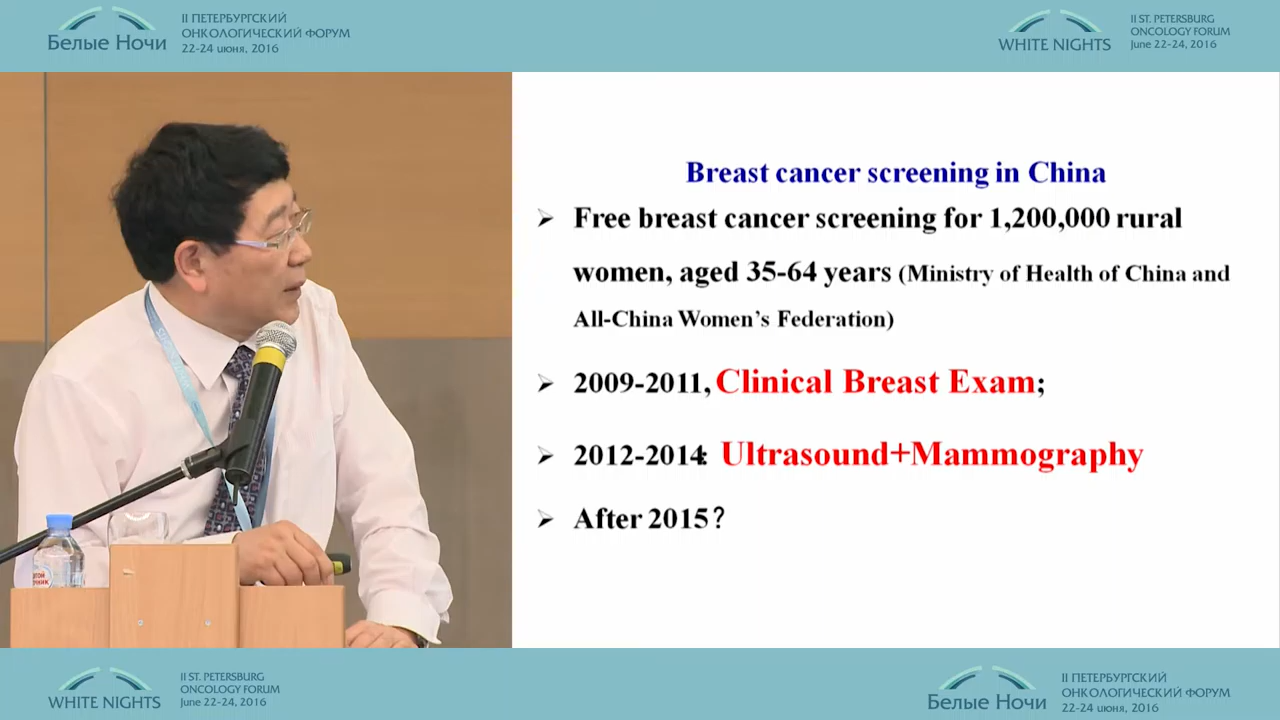 Белые Ночи
II ПЕТЕРБУРГСКИЙ
ОНКОЛОГИЧЕСКИЙ ФОРУМ
22-24 июня, 2016
WHITE NIGHTS
II ST. PETERSBURG
ONCOLOGY FORUM
June 22-24, 2016
Breast cancer screening in China
➢ Free breast cancer screening for 1,200,000 rural
women, aged 35-64 years (Ministry of Health of China and
All-China Women’s Federation)
➢ 2009-2011, Clinical Breast Exam;
➢ 2012-2014: Ultrasound+Mammography
➢ After 2015?
WHITE NIGHTS
II ST. PETERSBURG
ONCOLOGY FORUM
June 22-24, 2016
Белые Ночи
II ПЕТЕРБУРГСКИЙ
ОНКОЛОГИЧЕСКИЙ ФОРУМ
22-24 июня, 2016